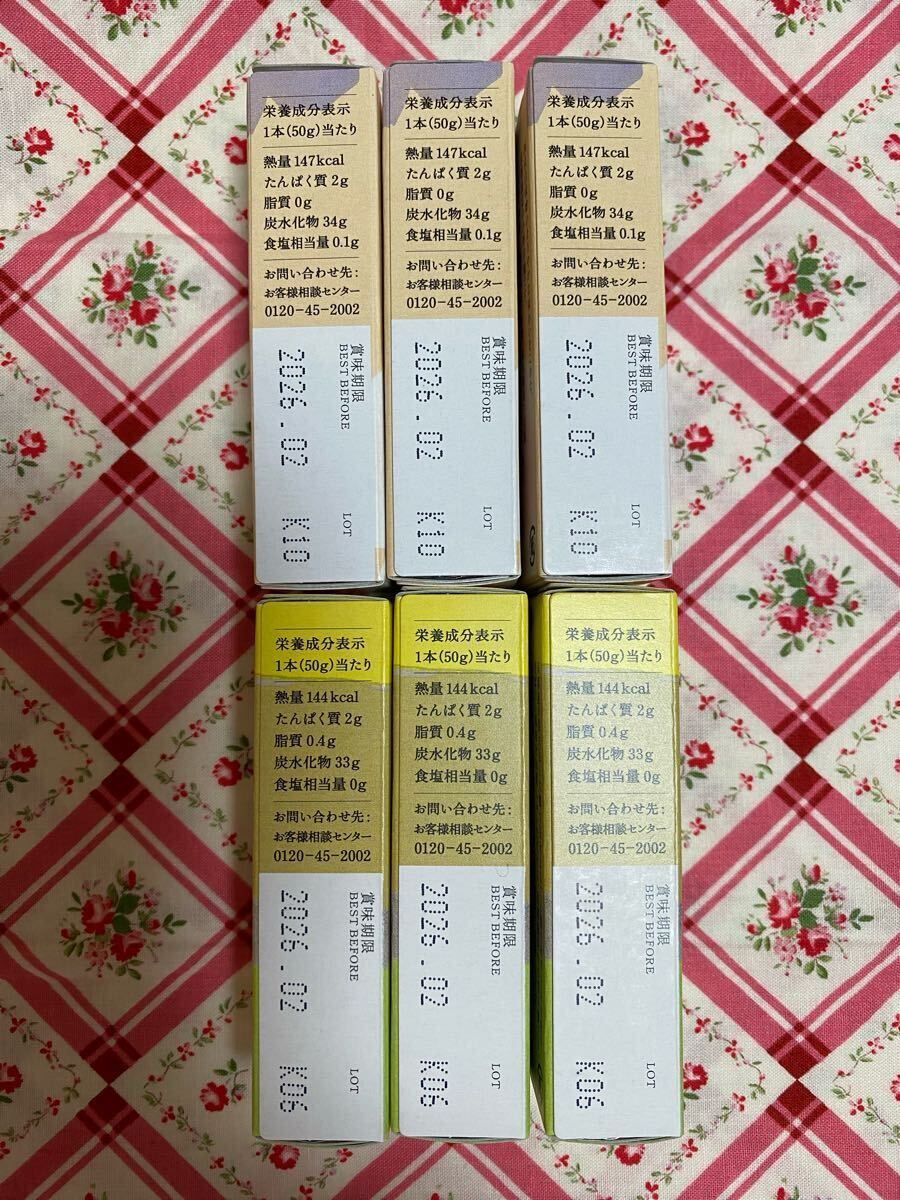 栄養成分表示
1本(50g)当たり
熱量 147kcal
たんぱく質 2g
脂質 0g
炭水化物 34g
食塩相当量 0.1g
お問い合わせ先:
お客様相談センター
0120-45-2002
賞味期限
BEST BEFORE
2026.02
LOT
K10
栄養成分表示
1本(50g)当たり
熱量 147kcal
たんぱく質 2g
脂質 0g
炭水化物 34g
食塩相当量 0.1g
お問い合わせ先:
お客様相談センター
0120-45-2002
賞味期限
BEST BEFORE
2026.02
LOT
K10
栄養成分表示
1本(50g)当たり
熱量 147kcal
たんぱく質 2g
脂質 0g
炭水化物 34g
食塩相当量 0.1g
お問い合わせ先:
お客様相談センター
0120-45-2002
賞味期限
BEST BEFORE
2026.02
LOT
K10
栄養成分表示
1本(50g)当たり
熱量 144kcal
たんぱく質 2g
脂質 0.4g
炭水化物 33g
食塩相当量 0g
お問い合わせ先:
お客様相談センター
0120-45-2002
賞味期限
BEST BEFORE
2026.02
LOT
K06
栄養成分表示
1本(50g)当たり
熱量 144kcal
たんぱく質 2g
脂質 0.4g
炭水化物 33g
食塩相当量 0g
お問い合わせ先:
お客様相談センター
0120-45-2002
賞味期限
BEST BEFORE
2026.02
LOT
K06
栄養成分表示
1本(50g)当たり
熱量 144kcal
たんぱく質 2g
脂質 0.4g
炭水化物 33g
食塩相当量 0g
お問い合わせ先:
お客様相談センター
0120-45-2002
賞味期限
BEST BEFORE
2026.02
LOT
K06